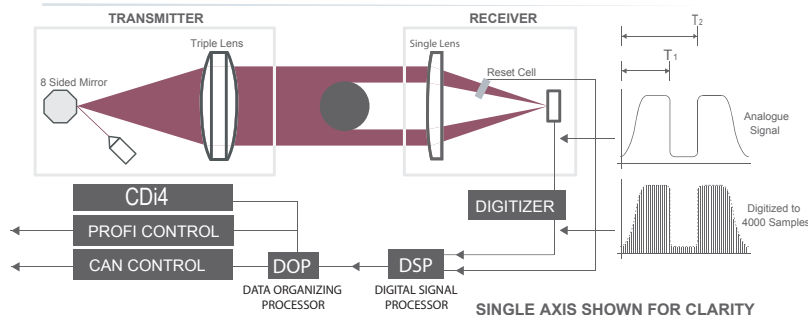 TRANSMITTER
RECEIVER
T2
Triple Lens
Single Lens
8 Sided Mirror
Reset Cell
T1
Analogue
Signal
CDi4
DIGITIZER
Digitized to
4000 Samples
PROFI CONTROL
CAN CONTROL
DOP
DSP
DATA ORGANIZING
PROCESSOR
DIGITAL SIGNAL
PROCESSOR
SINGLE AXIS SHOWN FOR CLARITY